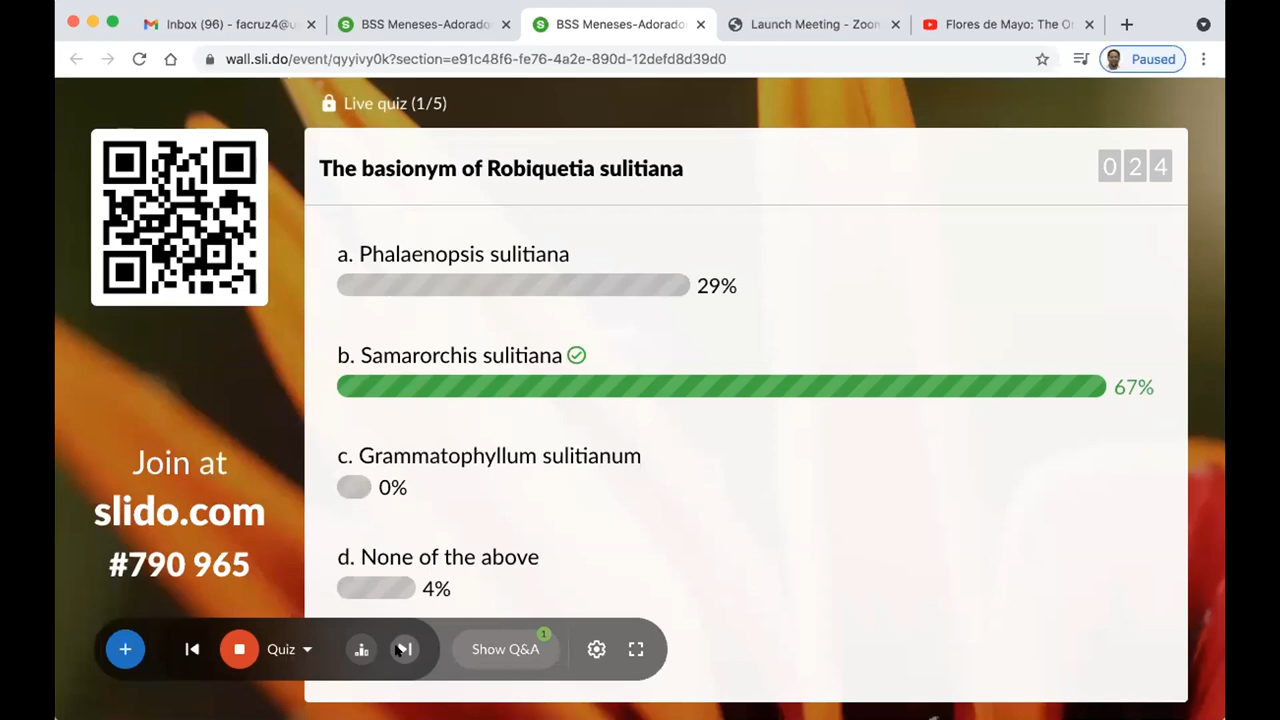 Inbox (96) - facruz4@u
BSS Meneses-Adorado
BSS Meneses-Adorado
Launch Meeting - Zoom
Flores de Mayo: The O
wall.sli.do/event/qyyivy0k?section=e91c48f6-fe76-4a2e-890d-12defd8d39d0
Paused
Live quiz (1/5)
The basionym of Robiquetia sulitiana
024
a. Phalaenopsis sulitiana
29%
b. Samarorchis sulitiana
67%
c. Grammatophyllum sulitianum
0%
d. None of the above
4%
Join at
slido.com
#790 965
Quiz
Show Q&A
1